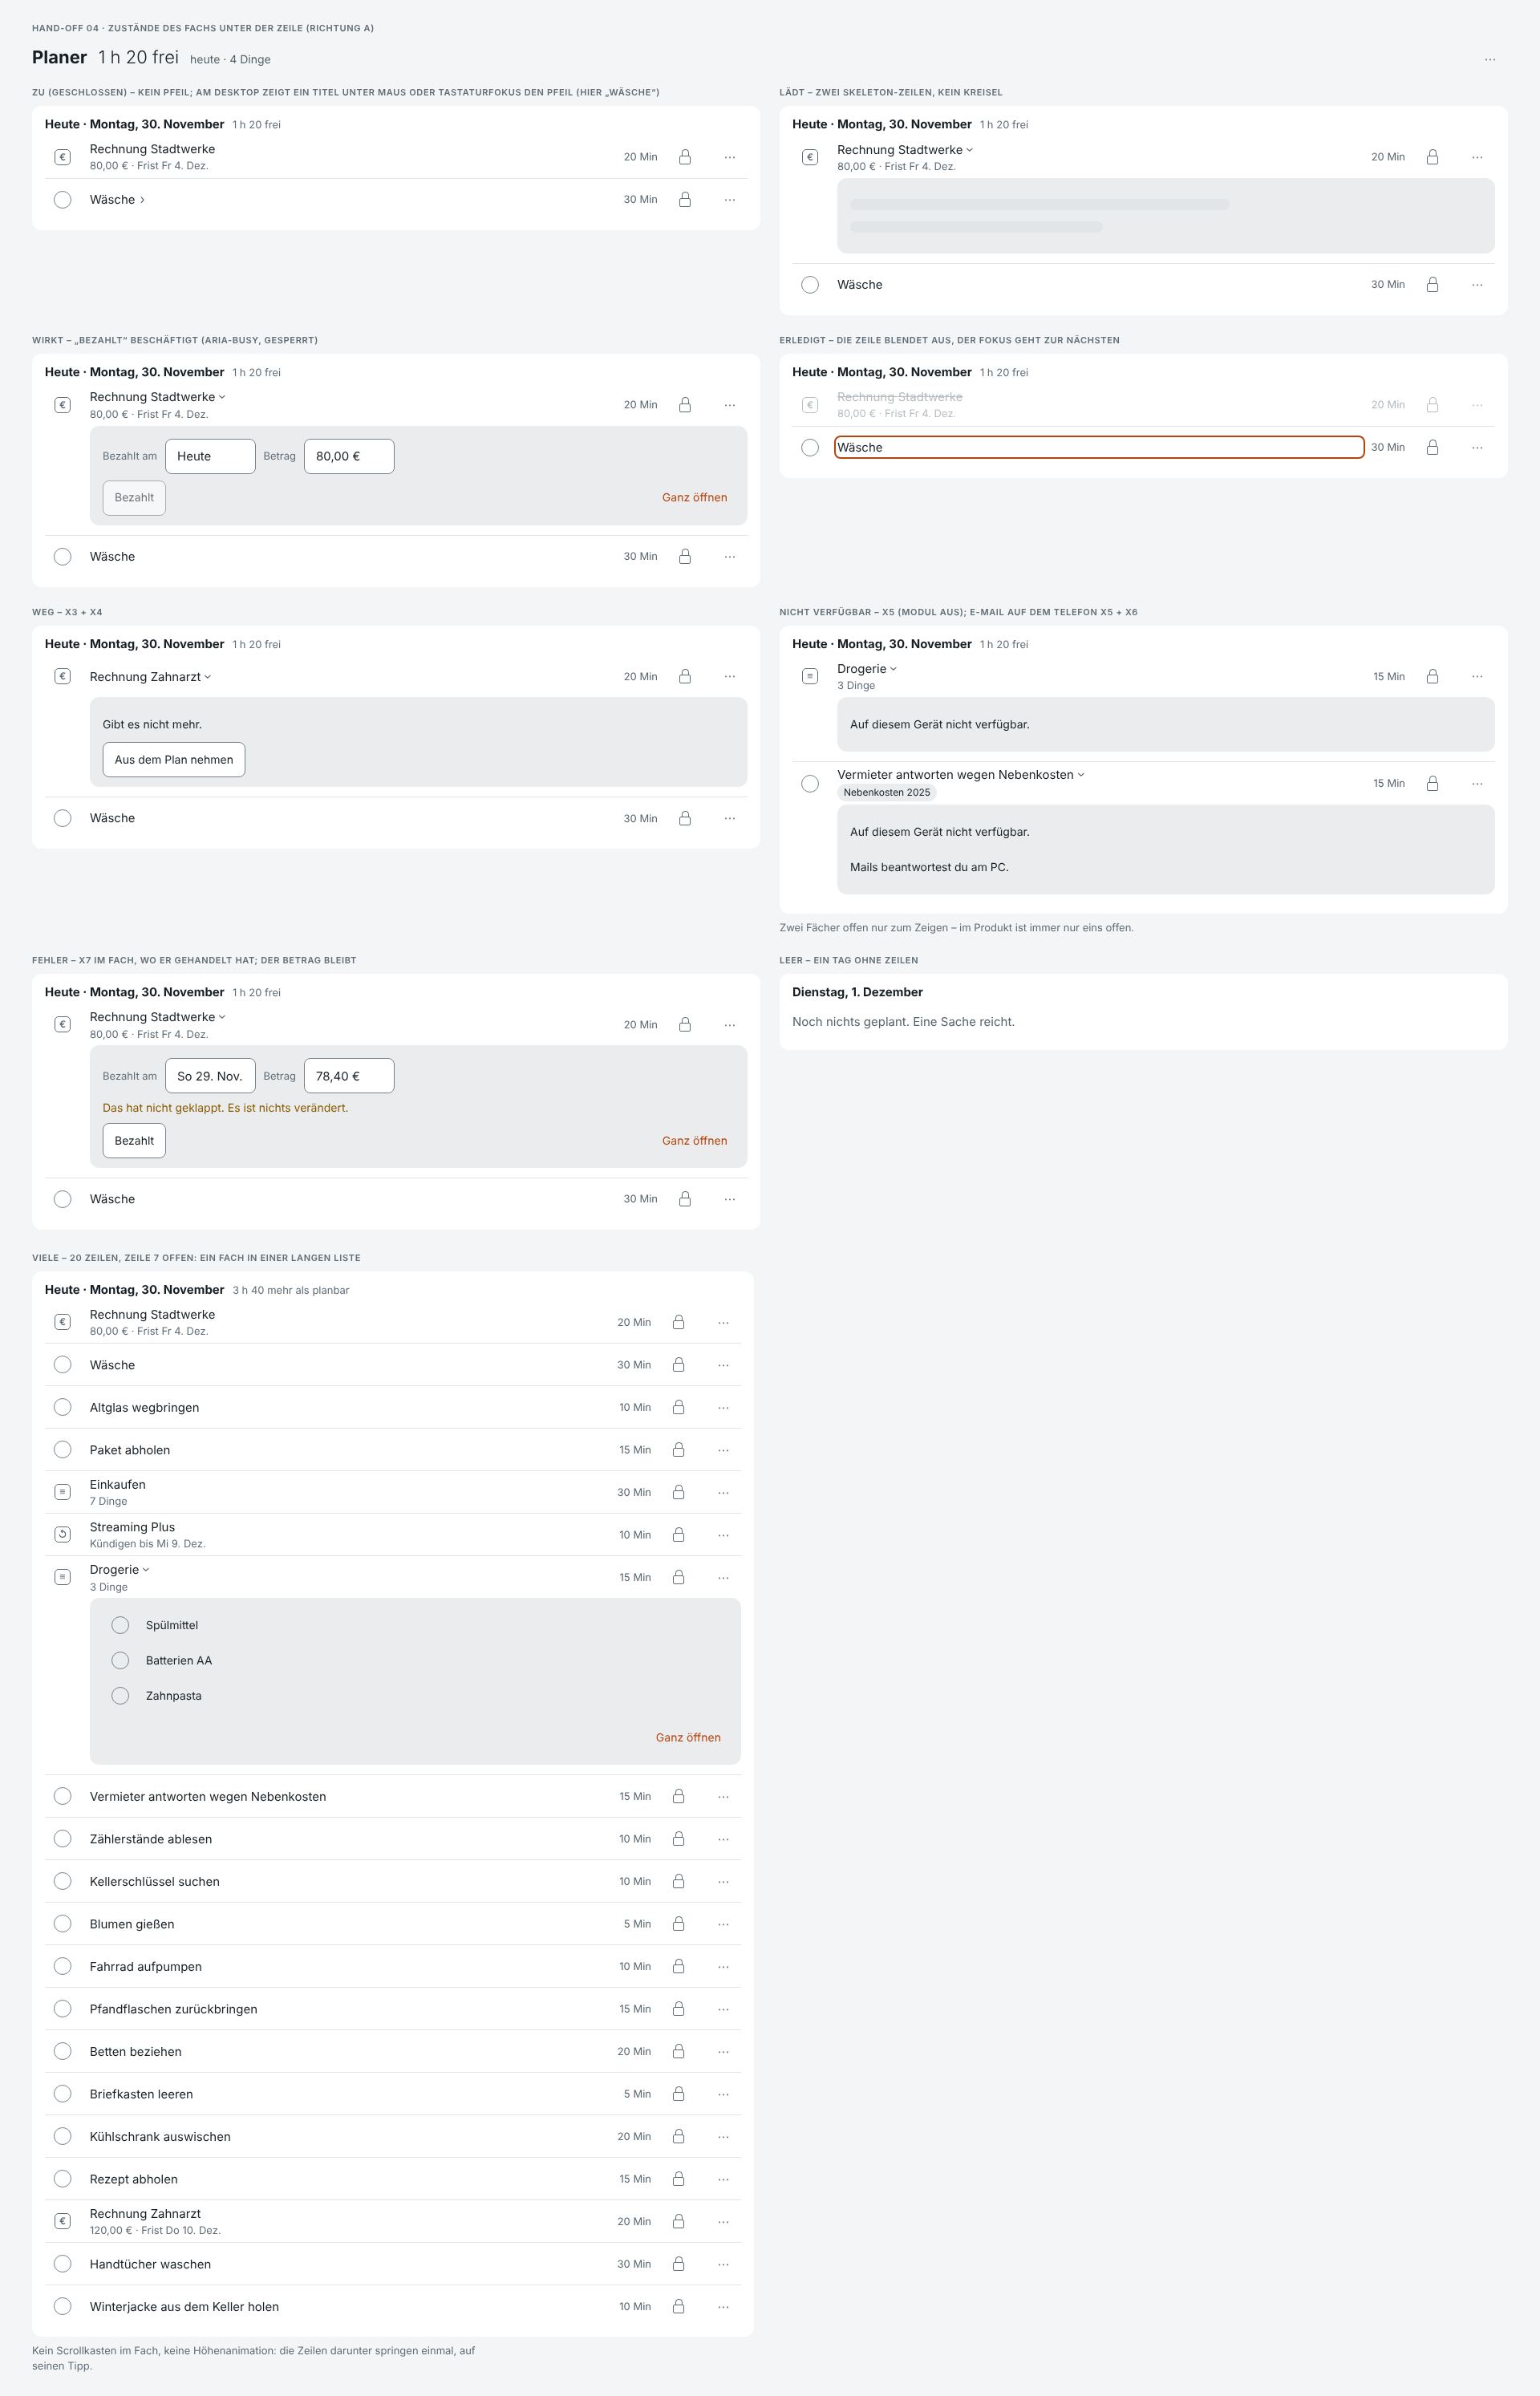 HAND-OFF 04 · ZUSTÄNDE DES FACHS UNTER DER ZEILE (RICHTUNG A)
Planer 1 h 20 frei heute · 4 Dinge ...
ZU (GESCHLOSSEN) – KEIN PFEIL; AM DESKTOP ZEIGT EIN TITEL UNTER MAUS ODER TASTATURFOKUS DEN PFEIL (HIER „WÄSCHE“)
Heute · Montag, 30. November 1 h 20 frei
€ Rechnung Stadtwerke 20 Min ...
80,00 € · Frist Fr 4. Dez.
Wäsche › 30 Min ...
LÄDT – ZWEI SKELETON-ZEILEN, KEIN KREISEL
Heute · Montag, 30. November 1 h 20 frei
€ Rechnung Stadtwerke 20 Min ...
80,00 € · Frist Fr 4. Dez.
Wäsche 30 Min ...
WIRKT – „BEZAHLT“ BESCHÄFTIGT (ARIA-BUSY, GESPERRT)
Heute · Montag, 30. November 1 h 20 frei
€ Rechnung Stadtwerke 20 Min ...
80,00 € · Frist Fr 4. Dez.
Bezahlt am Heute Betrag 80,00 €
Bezahlt Ganz öffnen
Wäsche 30 Min ...
ERLEDIGT – DIE ZEILE BLENDET AUS, DER FOKUS GEHT ZUR NÄCHSTEN
Heute · Montag, 30. November 1 h 20 frei
€ Rechnung Stadtwerke 20 Min ...
80,00 € · Frist Fr 4. Dez.
Wäsche 30 Min ...
WEG – X3 + X4
Heute · Montag, 30. November 1 h 20 frei
€ Rechnung Zahnarzt 20 Min ...
Gibt es nicht mehr.
Aus dem Plan nehmen
Wäsche 30 Min ...
NICHT VERFÜGBAR – X5 (MODUL AUS); E-MAIL AUF DEM TELEFON X5 + X6
Heute · Montag, 30. November 1 h 20 frei
Drogerie 15 Min ...
3 Dinge
Auf diesem Gerät nicht verfügbar.
Vermieter antworten wegen Nebenkosten 15 Min ...
Nebenkosten 2025
Auf diesem Gerät nicht verfügbar.
Mails beantwortest du am PC.
Zwei Fächer offen nur zum Zeigen – im Produkt ist immer nur eins offen.
FEHLER – X7 IM FACH, WO ER GEHANDELT HAT; DER BETRAG BLEIBT
Heute · Montag, 30. November 1 h 20 frei
€ Rechnung Stadtwerke 20 Min ...
80,00 € · Frist Fr 4. Dez.
Bezahlt am So 29. Nov. Betrag 78,40 €
Das hat nicht geklappt. Es ist nichts verändert.
Bezahlt Ganz öffnen
Wäsche 30 Min ...
LEER – EIN TAG OHNE ZEILEN
Dienstag, 1. Dezember
Noch nichts geplant. Eine Sache reicht.
VIELE – 20 ZEILEN, ZEILE 7 OFFEN: EIN FACH IN EINER LANGEN LISTE
Heute · Montag, 30. November 3 h 40 mehr als planbar
€ Rechnung Stadtwerke 20 Min ...
80,00 € · Frist Fr 4. Dez.
Wäsche 30 Min ...
Altglas wegbringen 10 Min ...
Paket abholen 15 Min ...
Einkaufen 30 Min ...
7 Dinge
Streaming Plus 10 Min ...
Kündigen bis Mi 9. Dez.
Drogerie 15 Min ...
3 Dinge
Spülmittel
Batterien AA
Zahnpasta
Ganz öffnen
Vermieter antworten wegen Nebenkosten 15 Min ...
Zählerstände ablesen 10 Min ...
Kellerschlüssel suchen 10 Min ...
Blumen gießen 5 Min ...
Fahrrad aufpumpen 10 Min ...
Pfandflaschen zurückbringen 15 Min ...
Betten beziehen 20 Min ...
Briefkasten leeren 5 Min ...
Kühlschrank auswischen 20 Min ...
Rezept abholen 15 Min ...
€ Rechnung Zahnarzt 20 Min ...
120,00 € · Frist Do 10. Dez.
Handtücher waschen 30 Min ...
Winterjacke aus dem Keller holen 10 Min ...
Kein Scrollkasten im Fach, keine Höhenanimation: die Zeilen darunter springen einmal, auf
seinen Tipp.